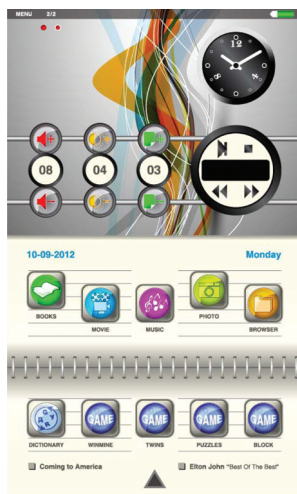 MENU 2/2
12
08 04 03
10-09-2012 Monday
BOOKS
MOVIE
MUSIC
PHOTO
BROWSER
GAME GAME GAME GAME
DICTIONARY WINMINE TWINS PUZZLES BLOCK
Coming to America
Elton John "Best Of The Best"